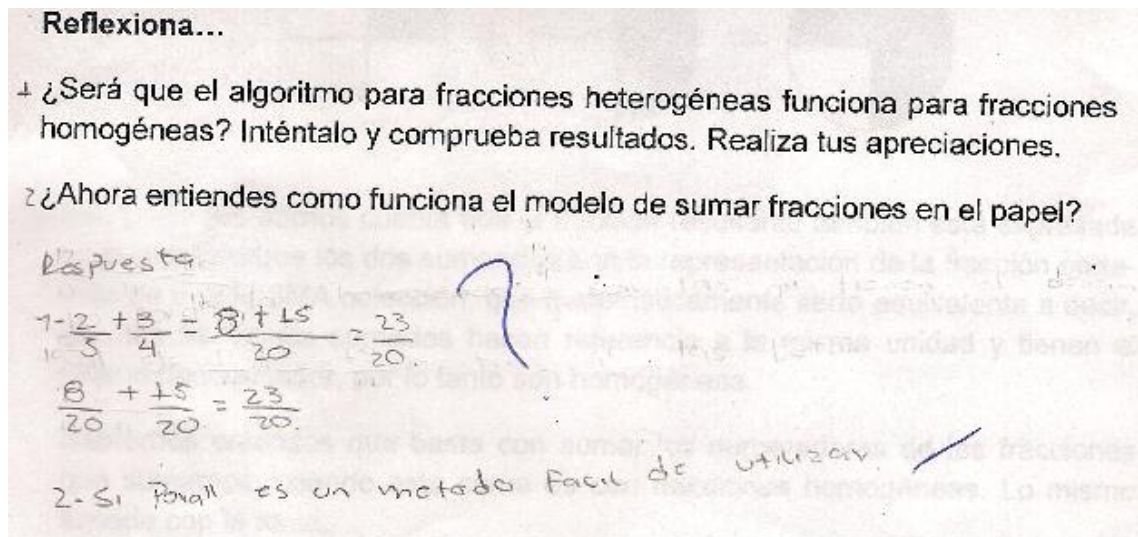 Reflexiona...
1 ¿Será que el algoritmo para fracciones heterogéneas funciona para fracciones
homogéneas? Inténtalo y comprueba resultados. Realiza tus apreciaciones.
2 ¿Ahora entiendes como funciona el modelo de sumar fracciones en el papel?
Respuesta.
1- 2/5 + 3/4 = 8 + 15/20 = 23/20
?
8/20 + 15/20 = 23/20
2- Si es un metodo Facil de utilizar